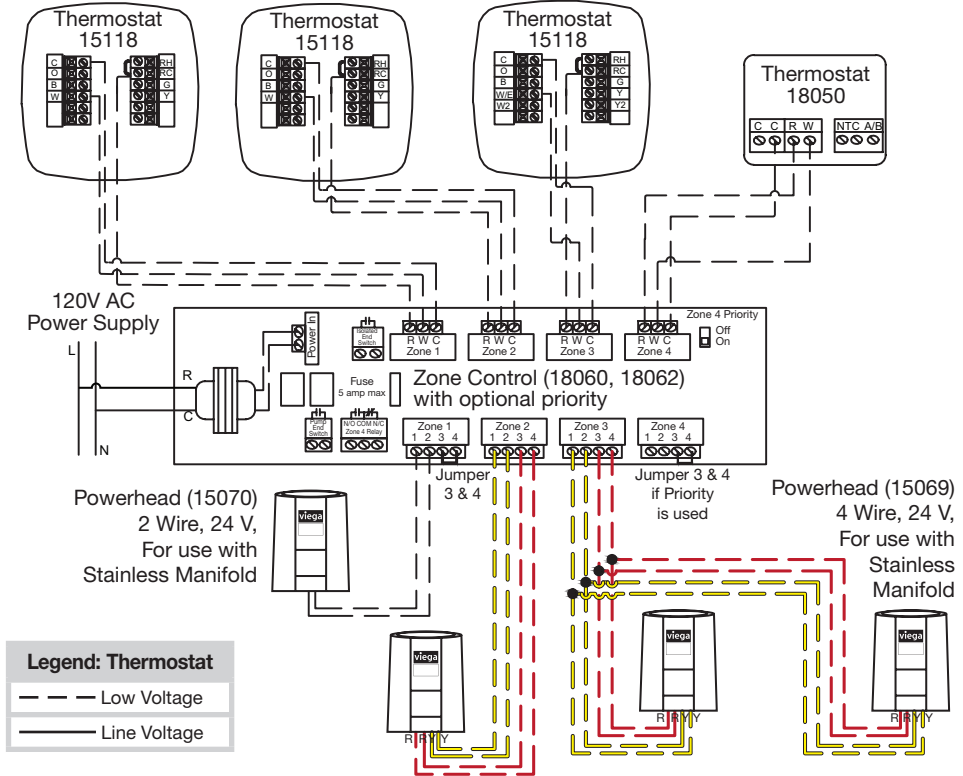 Thermostat
15118
C
O
B
W
RH
RC
G
Y
Thermostat
15118
C
O
B
W
RH
RC
G
Y
Thermostat
15118
C
O
B
W/E
W2
RH
RC
G
Y
Y2
Thermostat
18050
C C R W NTC A/B
120V AC
Power Supply
L
N
R
C
Power In
Isolated
End
Switch
R W C
Zone 1
R W C
Zone 2
R W C
Zone 3
R W C
Zone 4
Zone 4 Priority
Off
On
Fuse
5 amp max
Zone Control (18060, 18062)
with optional priority
Pump
End
Switch
N/O COM N/C
Zone 4 Relay
Zone 1
1 2 3 4
Zone 2
1 2 3 4
Zone 3
1 2 3 4
Zone 4
1 2 3 4
Jumper
3 & 4
Jumper 3 & 4
if Priority
is used
Powerhead (15070)
2 Wire, 24 V,
For use with
Stainless Manifold
viega
Powerhead (15069)
4 Wire, 24 V,
For use with
Stainless
Manifold
viega
R R Y Y
viega
R R Y Y
viega
R R Y Y
Legend: Thermostat
Low Voltage
Line Voltage